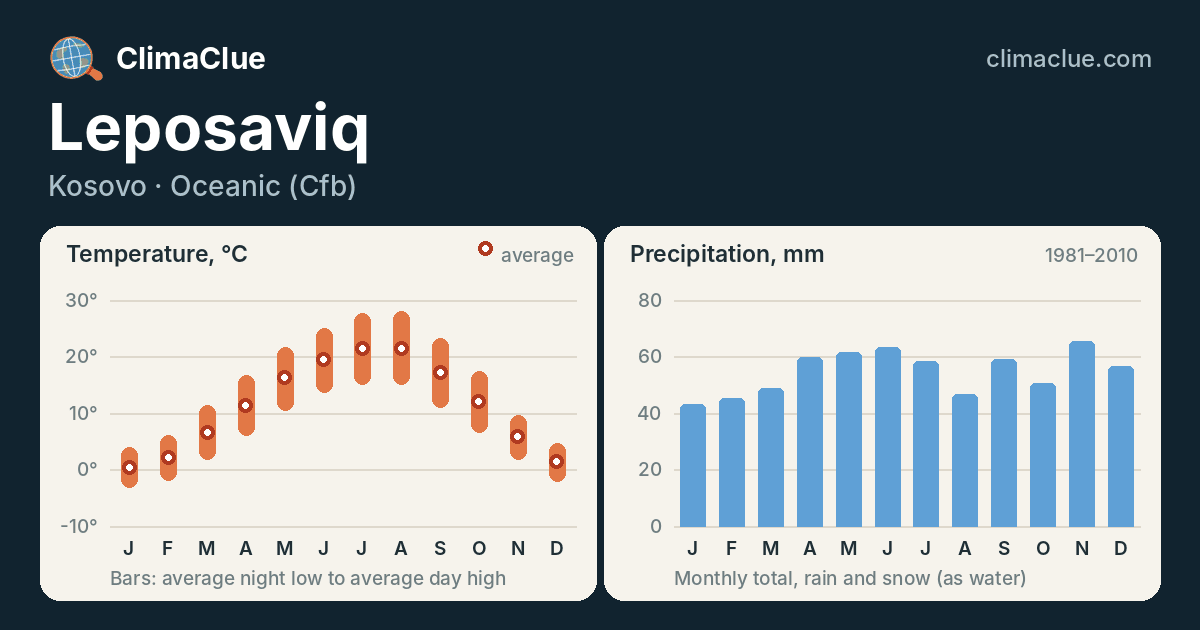 ClimaClue
climaclue.com
Leposaviq
Kosovo · Oceanic (Cfb)
Temperature, °C
average
30°
20°
10°
0°
-10°
J F M A M J J A S O N D
Bars: average night low to average day high
Precipitation, mm
1981–2010
80
60
40
20
0
J F M A M J J A S O N D
Monthly total, rain and snow (as water)